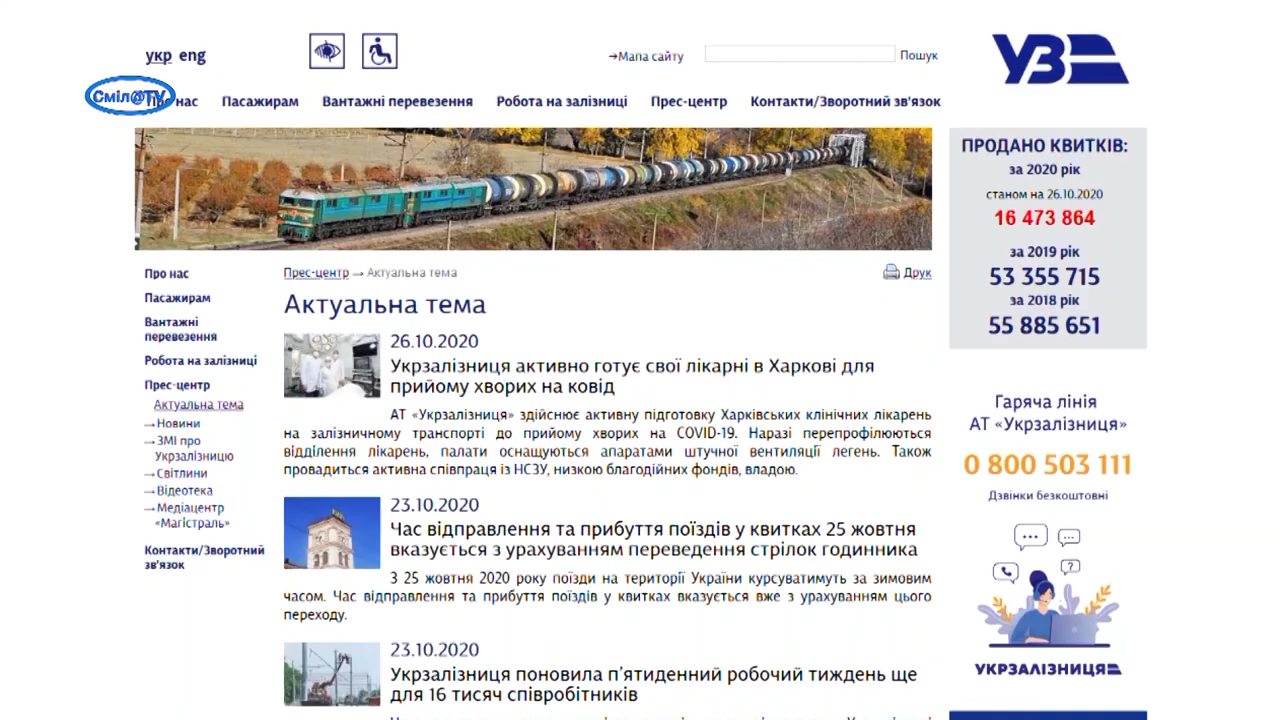 укр eng
→Мапа сайту
Пошук
УЗ
Сміл@TV
Про нас Пасажирам Вантажні перевезення Робота на залізниці Прес-центр Контакти/Зворотний зв'язок
ПРОДАНО КВИТКІВ:
за 2020 рік
станом на 26.10.2020
16 473 864
за 2019 рік
53 355 715
за 2018 рік
55 885 651
Про нас
Пасажирам
Вантажні
перевезення
Робота на залізниці
Прес-центр
Актуальна тема
→Новини
→ЗМІ про
Укрзалізницю
→Світлини
→Відеотека
→Медіацентр
«Магістраль»
Контакти/Зворотний
зв'язок
Прес-центр → Актуальна тема
Друк
Актуальна тема
26.10.2020
Укрзалізниця активно готує свої лікарні в Харкові для
прийому хворих на ковід
АТ «Укрзалізниця» здійснює активну підготовку Харківських клінічних лікарень
на залізничному транспорті до прийому хворих на COVID-19. Наразі перепрофілюються
відділення лікарень, палати оснащуються апаратами штучної вентиляції легень. Також
провадиться активна співпраця із НСЗУ, низкою благодійних фондів, владою.
23.10.2020
Час відправлення та прибуття поїздів у квитках 25 жовтня
вказується з урахуванням переведення стрілок годинника
З 25 жовтня 2020 року поїзди на території України курсуватимуть за зимовим
часом. Час відправлення та прибуття поїздів у квитках вказується вже з урахуванням цього
переходу.
23.10.2020
Укрзалізниця поновила п'ятиденний робочий тиждень ще
для 16 тисяч співробітників
Гаряча лінія
АТ «Укрзалізниця»
0 800 503 111
Дзвінки безкоштовні
УКРЗАЛІЗНИЦЯ